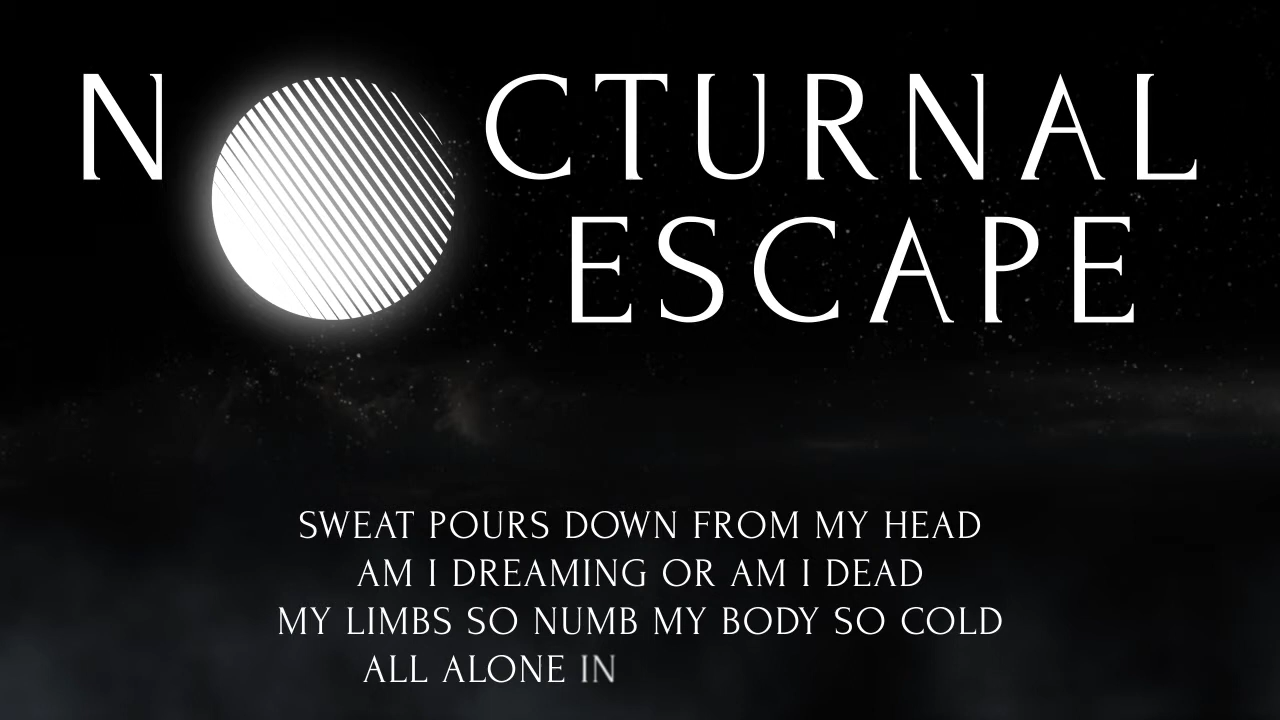 NOCTURNAL
ESCAPE
SWEAT POURS DOWN FROM MY HEAD
AM I DREAMING OR AM I DEAD
MY LIMBS SO NUMB MY BODY SO COLD
ALL ALONE IN